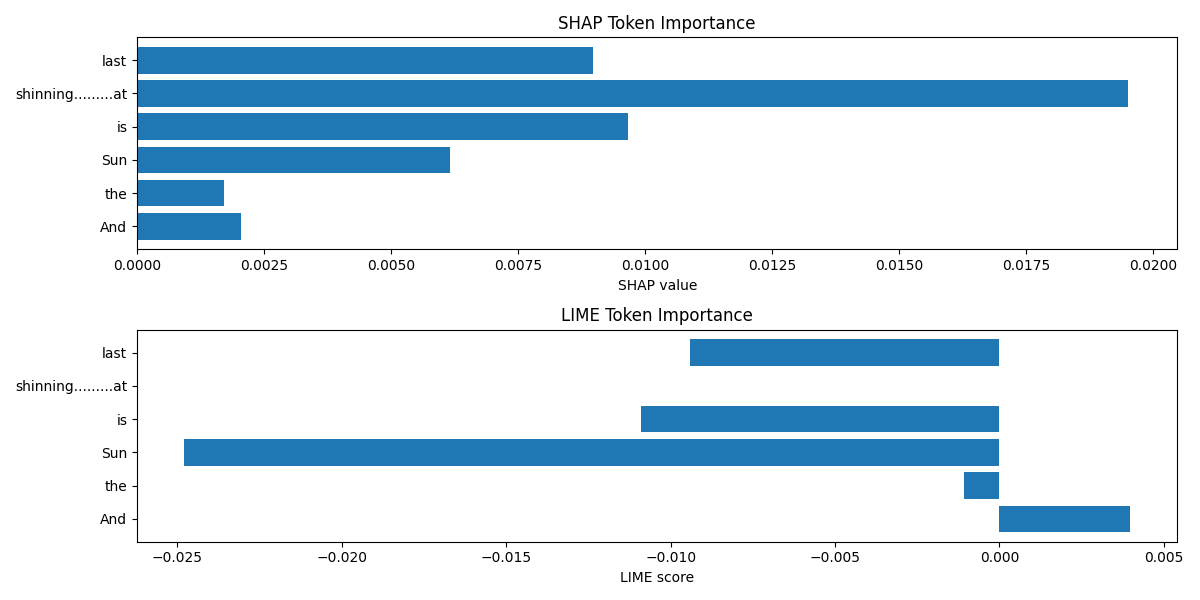 SHAP Token Importance
last
shinning.........at
is
Sun
the
And
0.0000 0.0025 0.0050 0.0075 0.0100 0.0125 0.0150 0.0175 0.0200
SHAP value
LIME Token Importance
last
shinning.........at
is
Sun
the
And
−0.025 −0.020 −0.015 −0.010 −0.005 0.000 0.005
LIME score